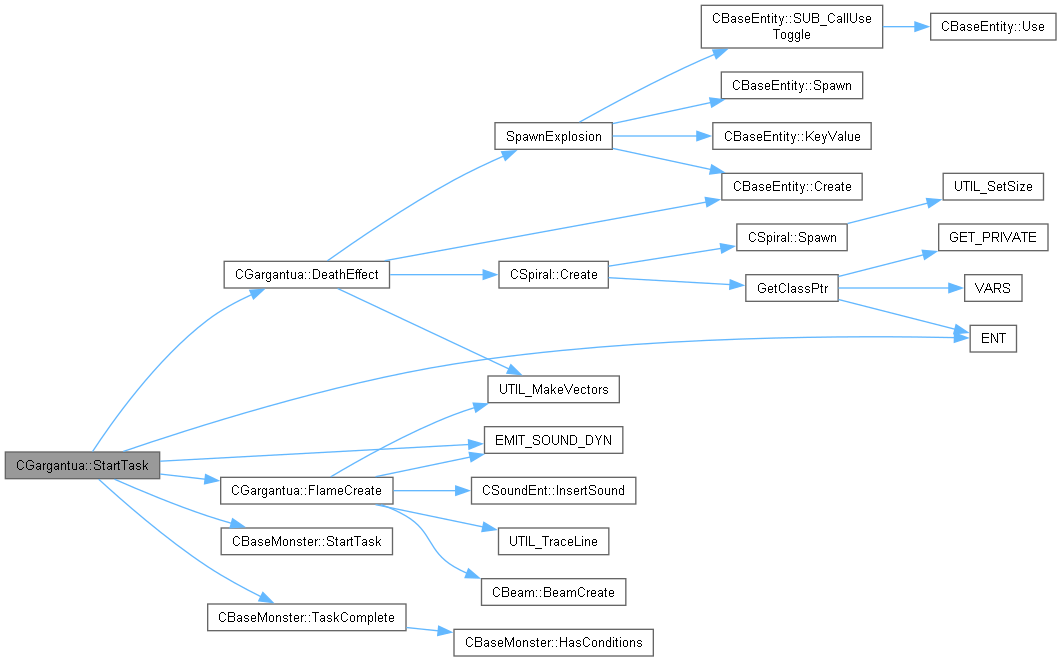 CBaseEntity::SUB_CallUse
Toggle
CBaseEntity::Use
CBaseEntity::Spawn
SpawnExplosion
CBaseEntity::KeyValue
CBaseEntity::Create
UTIL_SetSize
CSpiral::Spawn
GET_PRIVATE
CGargantua::DeathEffect
CSpiral::Create
GetClassPtr
VARS
ENT
UTIL_MakeVectors
EMIT_SOUND_DYN
CGargantua::StartTask
CGargantua::FlameCreate
CSoundEnt::InsertSound
CBaseMonster::StartTask
UTIL_TraceLine
CBeam::BeamCreate
CBaseMonster::TaskComplete
CBaseMonster::HasConditions